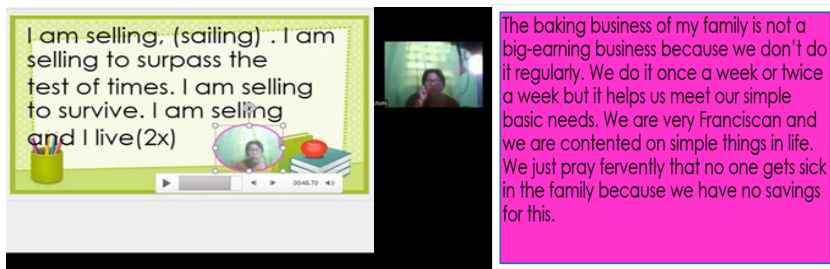 I am selling, (sailing) . I am
selling to surpass the
test of times. I am selling
to survive. I am selling
and I live(2x)
00:48.70
The baking business of my family is not a
big-earning business because we don't do
it regularly. We do it once a week or twice
a week but it helps us meet our simple
basic needs. We are very Franciscan and
we are contented on simple things in life.
We just pray fervently that no one gets sick
in the family because we have no savings
for this.